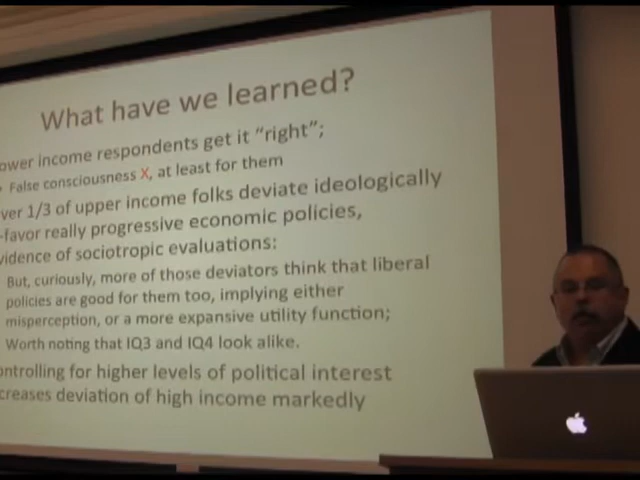 What have we learned?
ower income respondents get it “right”;
False consciousness X, at least for them
ver 1/3 of upper income folks deviate ideologically
-favor really progressive economic policies,
vidence of sociotropic evaluations:
But, curiously, more of those deviators think that liberal
policies are good for them too, implying either
misperception, or a more expansive utility function;
Worth noting that IQ3 and IQ4 look alike.
ontrolling for higher levels of political interest
creases deviation of high income markedly